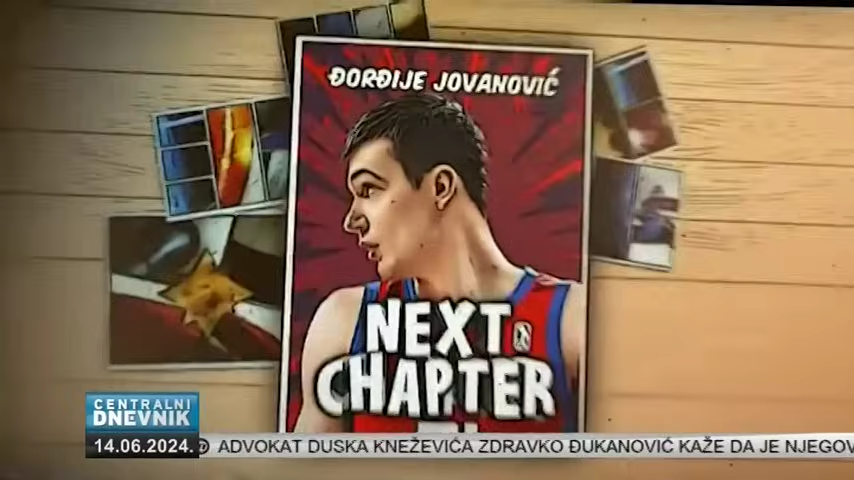 ĐORĐIJE JOVANOVIĆ
NEXT
CHAPTER
CENTRALNI
DNEVNIK
14.06.2024.
ADVOKAT DUSKA KNEŽEVIĆA ZDRAVKO ĐUKANOVIĆ KAŽE DA JE NJEGOV